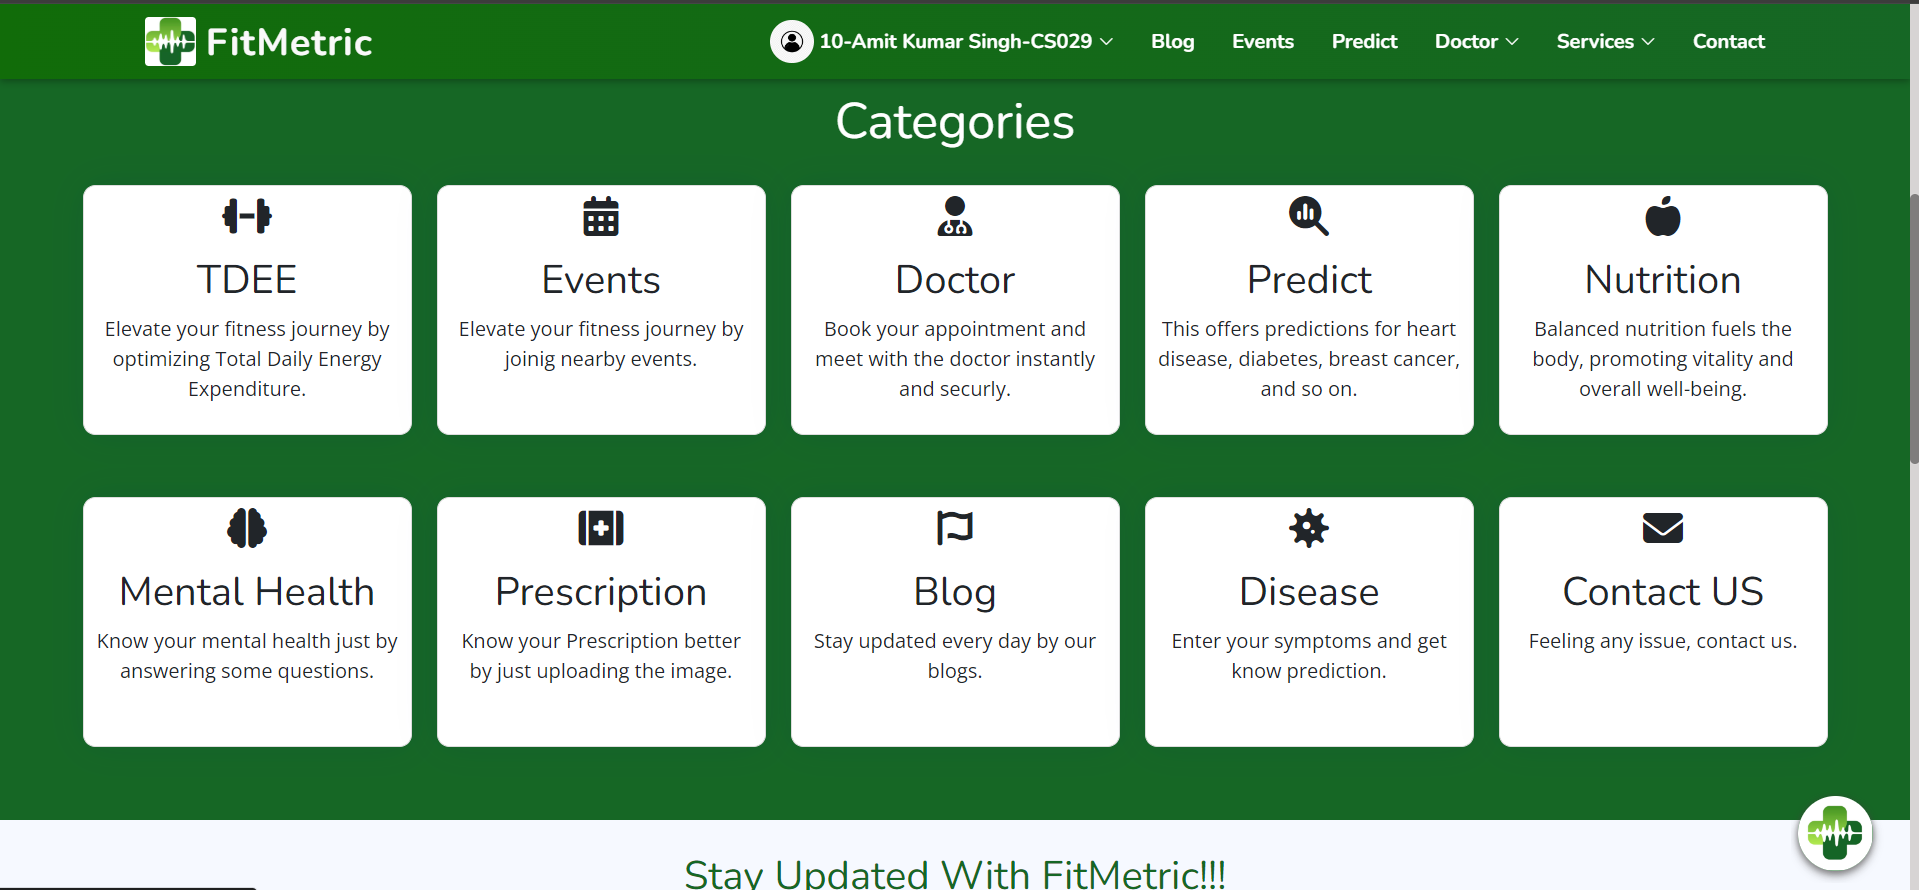 FitMetric
10-Amit Kumar Singh-CS029
Blog
Events
Predict
Doctor
Services
Contact
Categories
TDEE
Elevate your fitness journey by
optimizing Total Daily Energy
Expenditure.
Events
Elevate your fitness journey by
joinig nearby events.
Doctor
Book your appointment and
meet with the doctor instantly
and securly.
Predict
This offers predictions for heart
disease, diabetes, breast cancer,
and so on.
Nutrition
Balanced nutrition fuels the
body, promoting vitality and
overall well-being.
Mental Health
Know your mental health just by
answering some questions.
Prescription
Know your Prescription better
by just uploading the image.
Blog
Stay updated every day by our
blogs.
Disease
Enter your symptoms and get
know prediction.
Contact US
Feeling any issue, contact us.
Stay Updated With FitMetric!!!